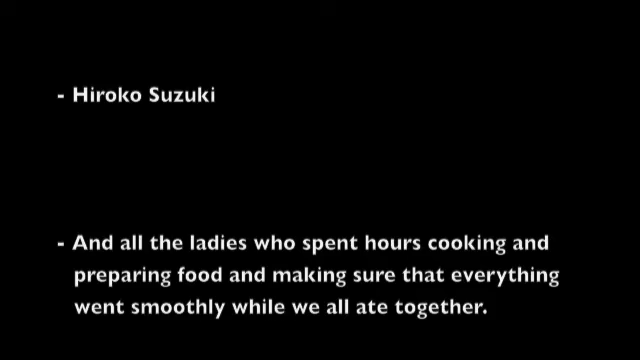 - Hiroko Suzuki
- And all the ladies who spent hours cooking and
preparing food and making sure that everything
went smoothly while we all ate together.